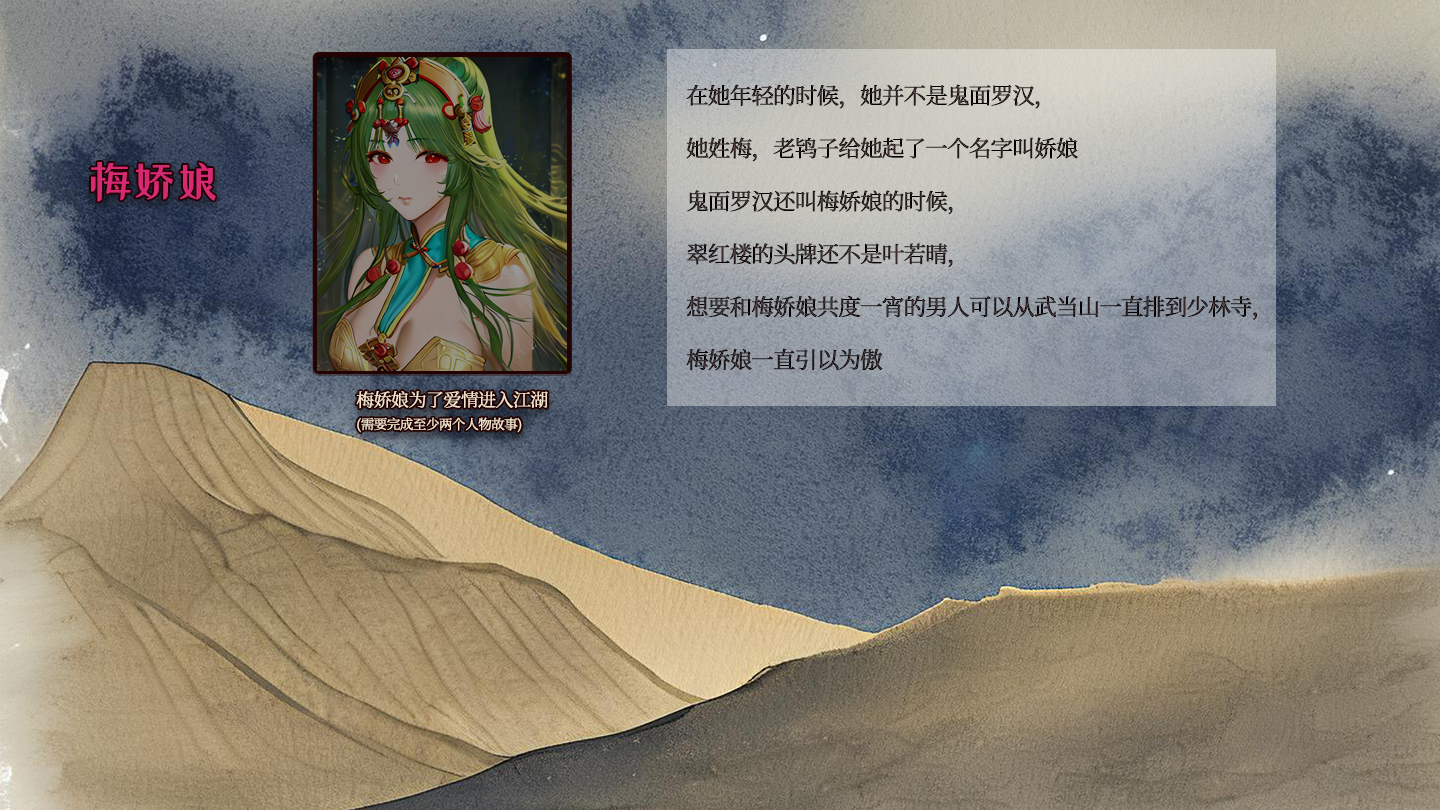 梅娇娘
梅娇娘为了爱情进入江湖
(需要完成至少两个人物故事)
在她年轻的时候，她并不是鬼面罗汉，
她姓梅，老鸨子给她起了一个名字叫娇娘
鬼面罗汉还叫梅娇娘的时候，
翠红楼的头牌还不是叶若晴，
想要和梅娇娘共度一宵的男人可以从武当山一直排到少林寺，
梅娇娘一直引以为傲